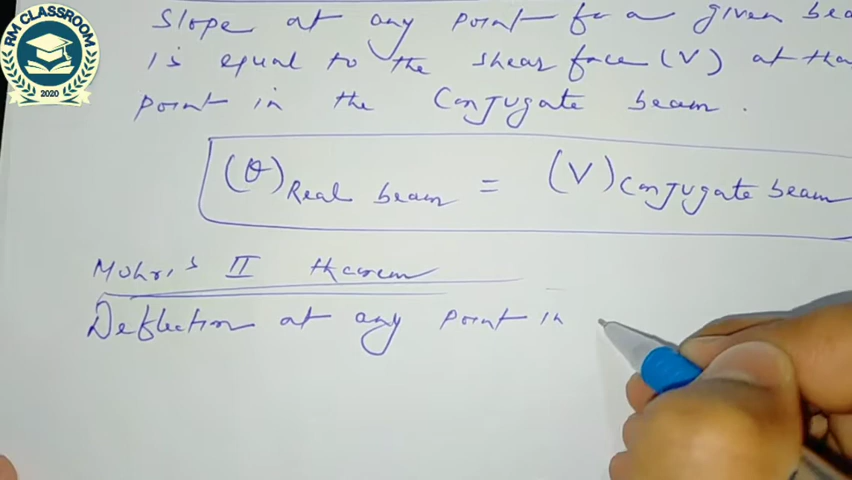 RM CLASSROOM
2020
Slope at any point for a given bea
is equal to the shear force (V) at tha
point in the Conjugate beam.
(θ)Real beam = (V)Conjugate beam
Mohr's II theorem
Deflection at any point in